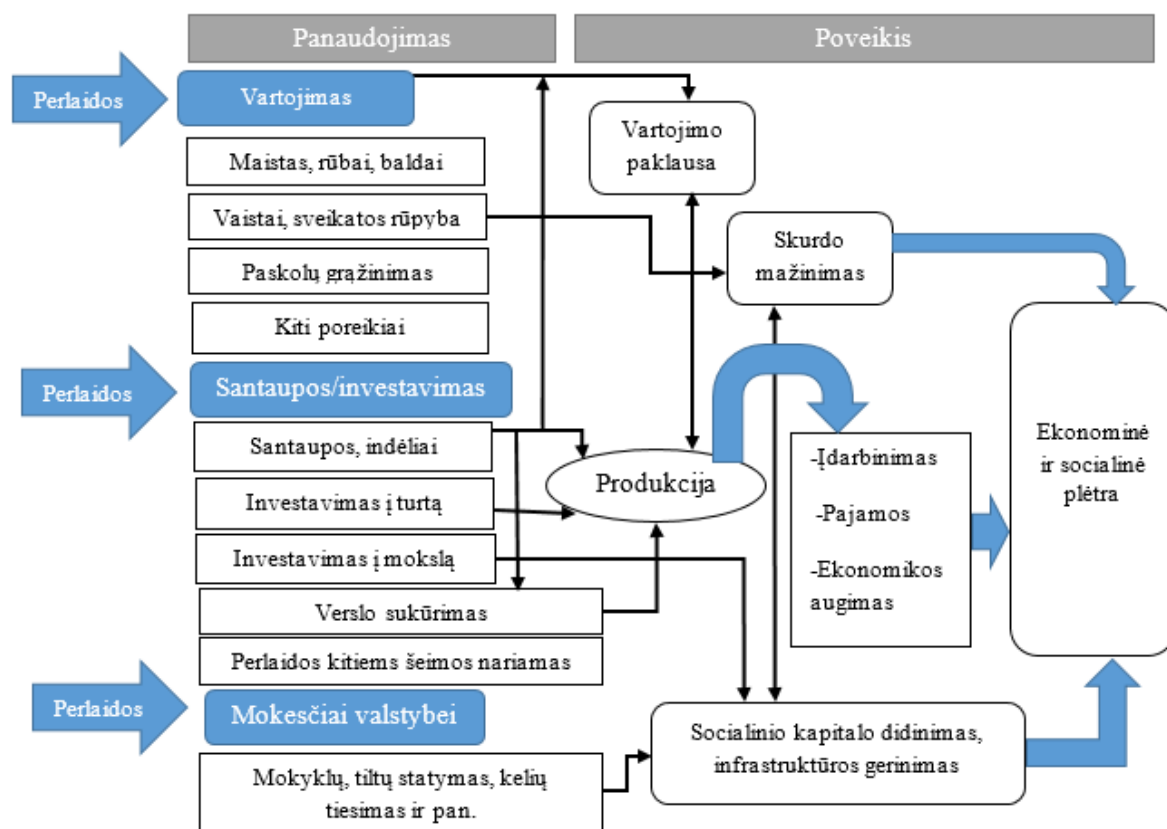 Panaudojimas
Poveikis
Perlaidos
Vartojimas
Vartojimo
paklausa
Maistas, rūbai, baldai
Vaistai, sveikatos rūpyba
Skurdo
mažinimas
Paskolų grąžinimas
Kiti poreikiai
Perlaidos
Santaupos/investavimas
Santaupos, indėliai
Produkcija
Investavimas į turtą
Investavimas į mokslą
Verslo sukūrimas
Perlaidos kitiems šeimos nariamas
-Įdarbinimas
-Pajamos
-Ekonomikos
augimas
Ekonominė
ir socialinė
plėtra
Perlaidos
Mokesčiai valstybei
Mokyklų, tiltų statymas, kelių
tiesimas ir pan.
Socialinio kapitalo didinimas,
infrastruktūros gerinimas